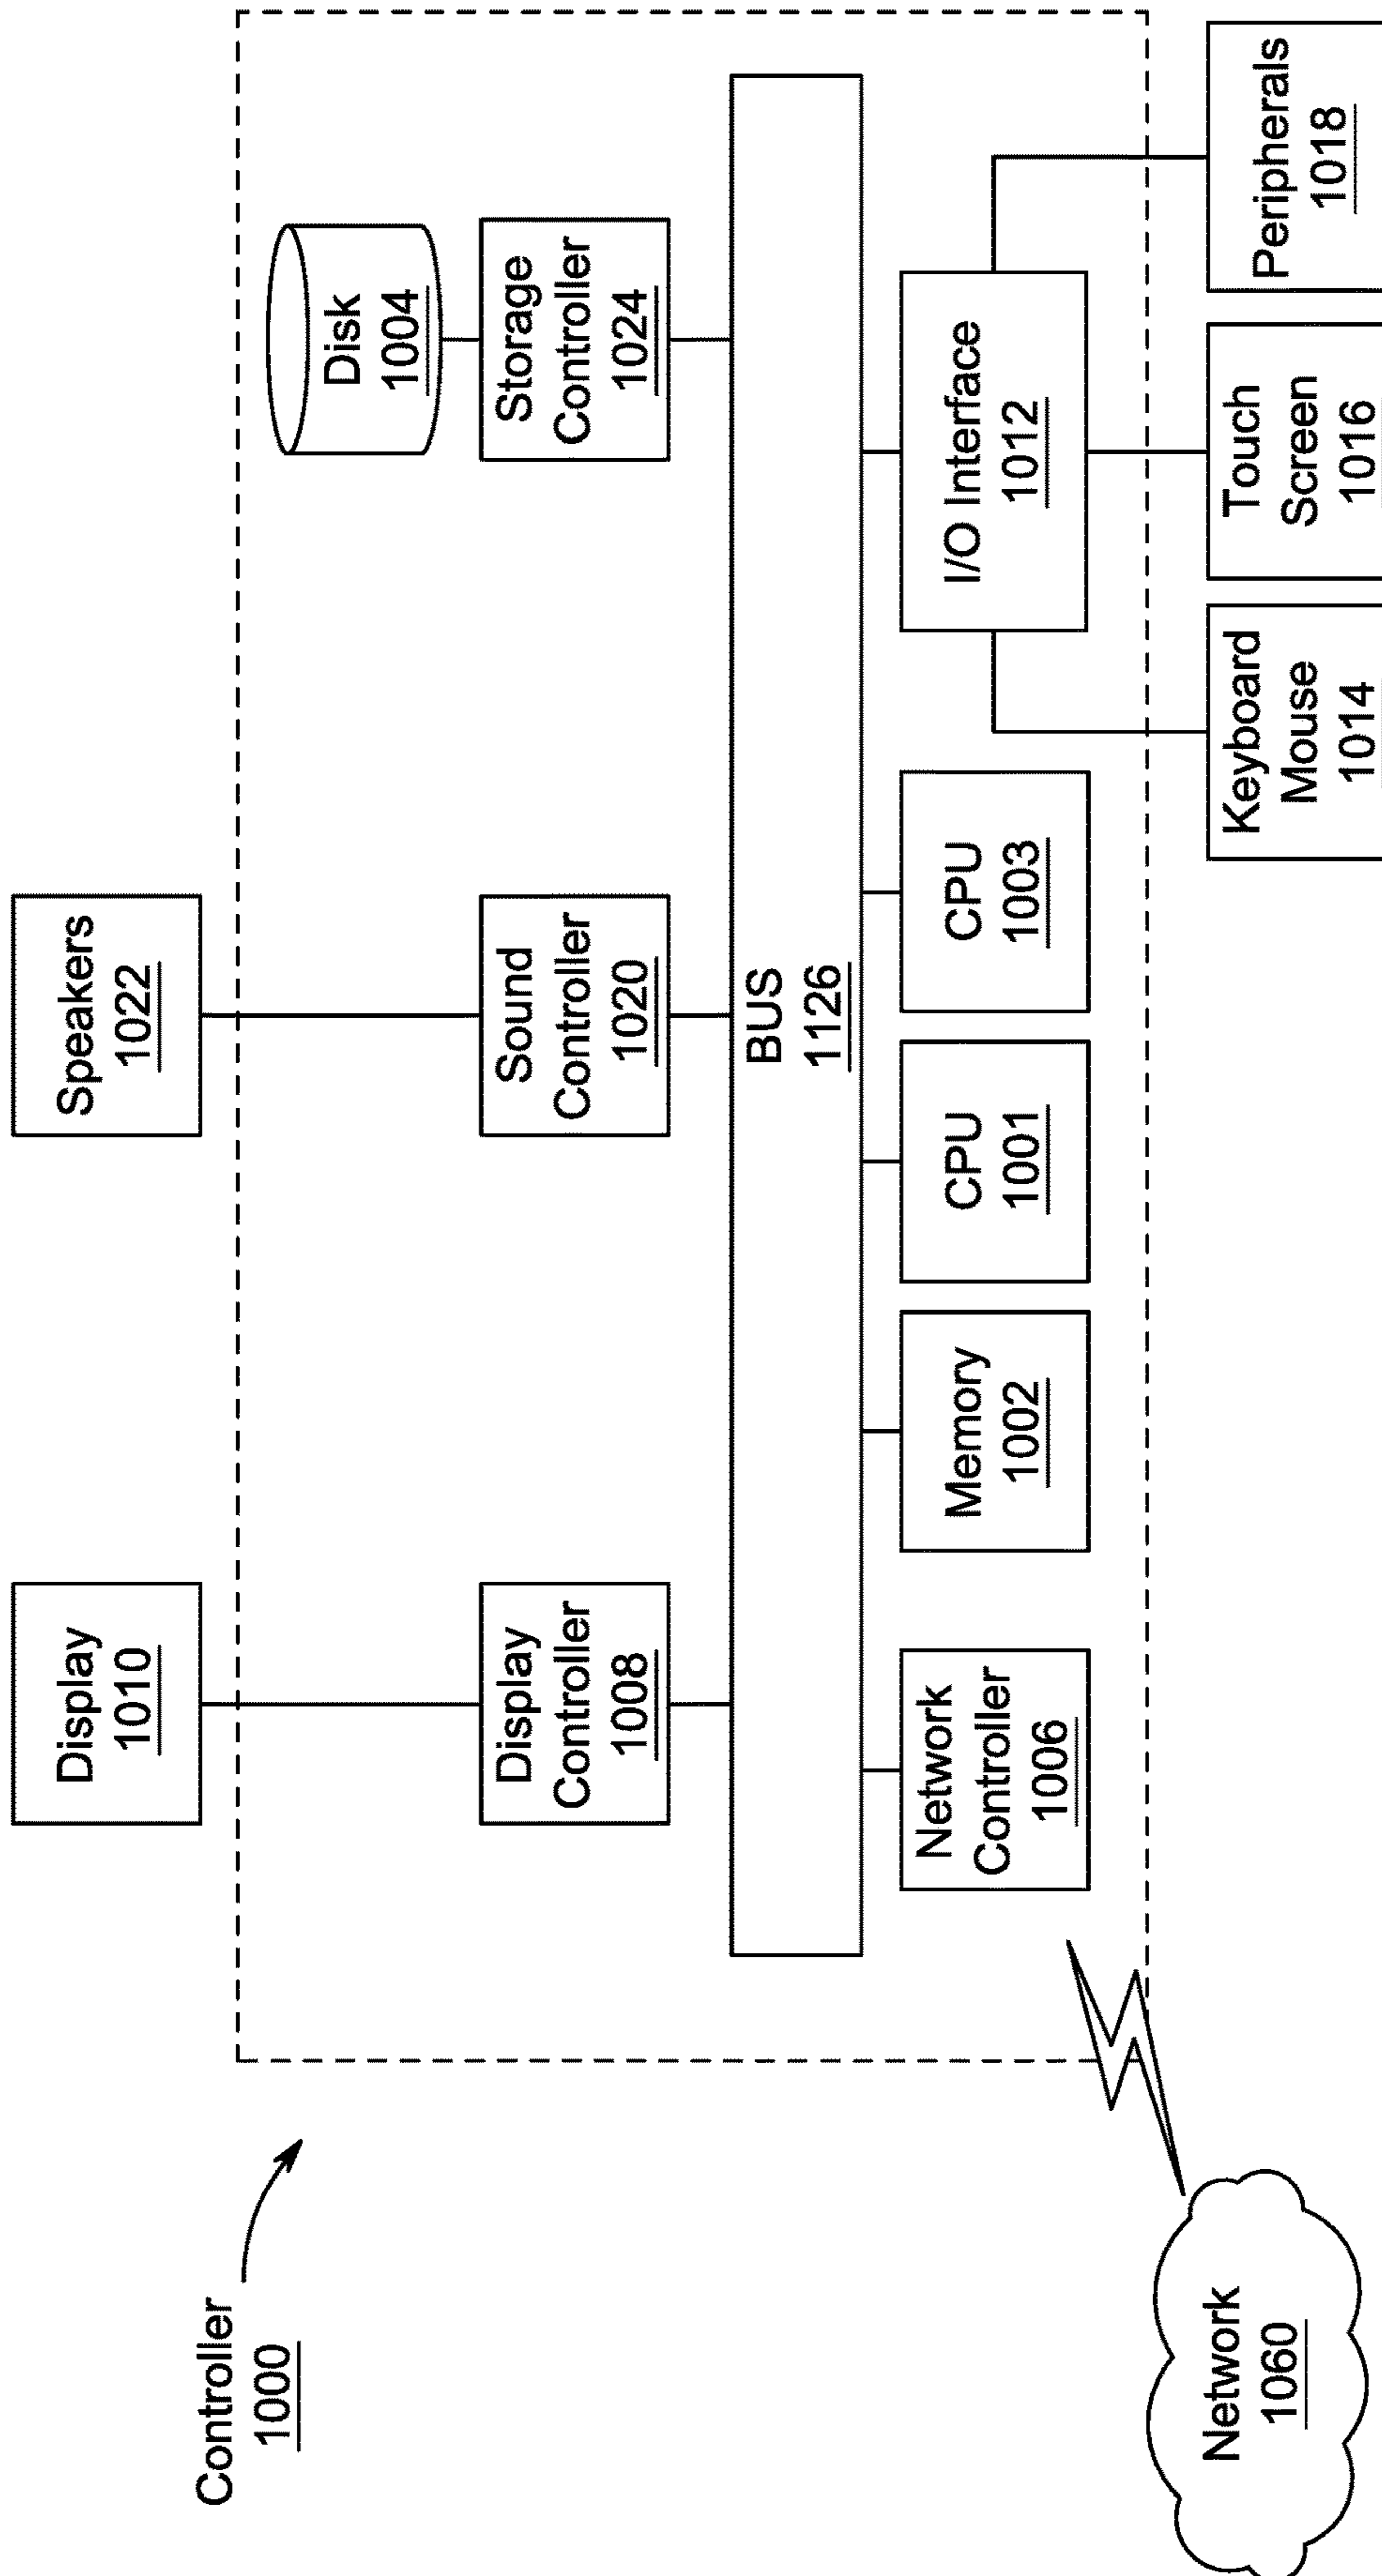 Controller
1000
Display
1010
Speakers
1022
Disk
1004
Display
Controller
1008
Sound
Controller
1020
Storage
Controller
1024
BUS
1126
Network
Controller
1006
Memory
1002
CPU
1001
CPU
1003
I/O Interface
1012
Network
1060
Keyboard
Mouse
1014
Touch
Screen
1016
Peripherals
1018